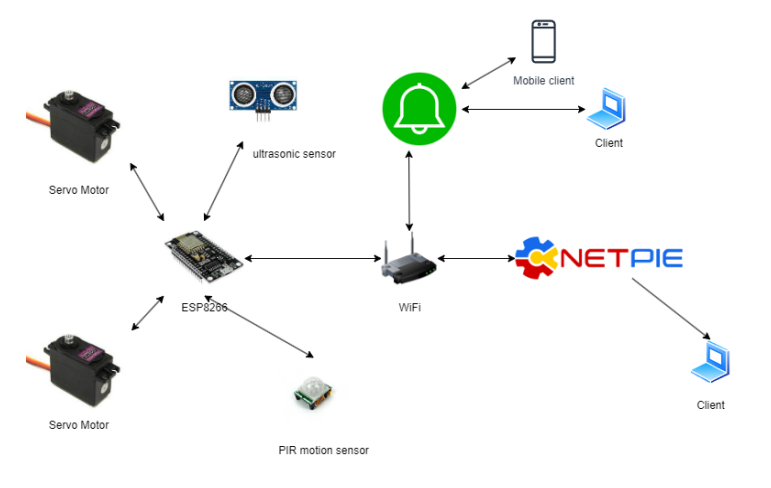 Mobile client
ultrasonic sensor
Client
Servo Motor
NETPIE
ESP8266
WiFi
Client
Servo Motor
PIR motion sensor